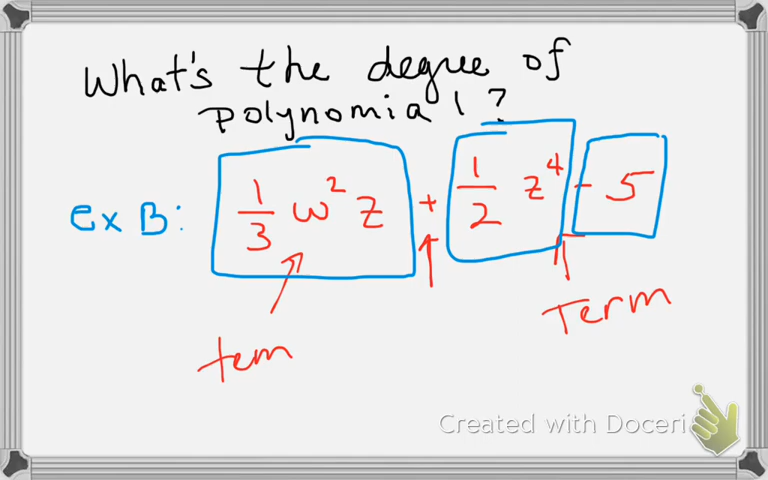 What's the degree of
polynomial ?
ex B: 1/3 w² z + 1/2 z⁴ - 5
Term
tem
Created with Doceri